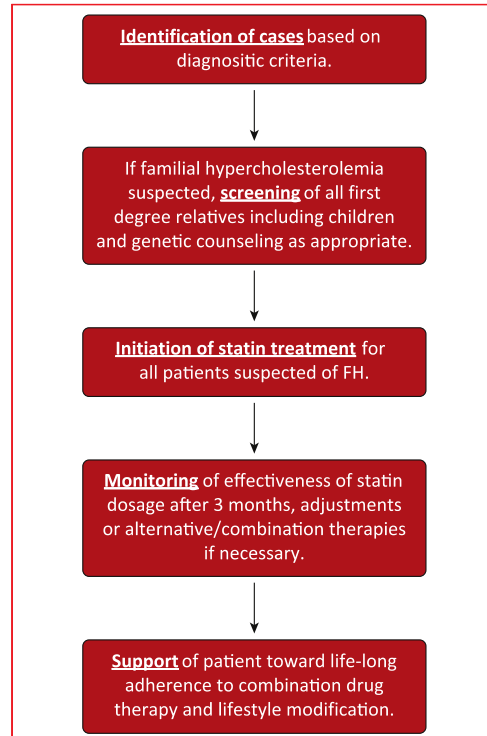 Identification of cases based on
diagnositic criteria.
If familial hypercholesterolemia
suspected, screening of all first
degree relatives including children
and genetic counseling as appropriate.
Initiation of statin treatment for
all patients suspected of FH.
Monitoring of effectiveness of statin
dosage after 3 months, adjustments
or alternative/combination therapies
if necessary.
Support of patient toward life-long
adherence to combination drug
therapy and lifestyle modification.